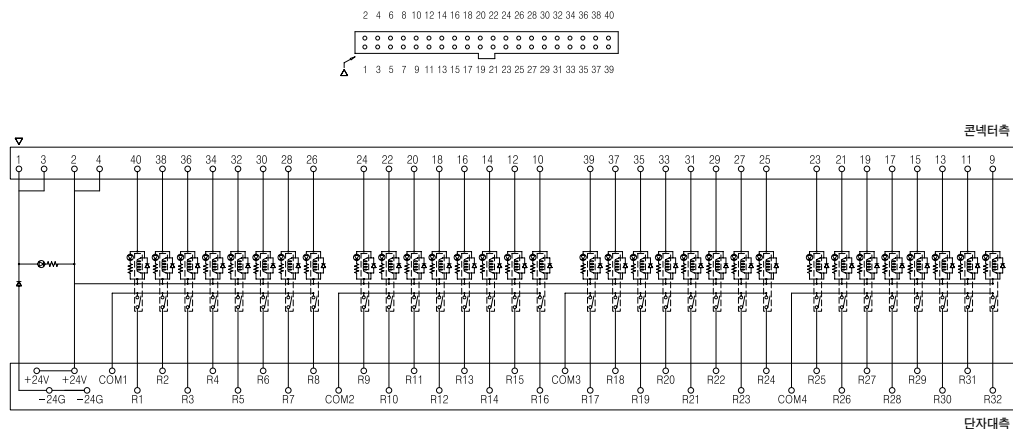 2 4 6 8 10 12 14 16 18 20 22 24 26 28 30 32 34 36 38 40
1 3 5 7 9 11 13 15 17 19 21 23 25 27 29 31 33 35 37 39
콘넥터측
1 3 2 4 40 38 36 34 32 30 28 26 24 22 20 18 16 14 12 10 39 37 35 33 31 29 27 25 23 21 19 17 15 13 11 9
+24V +24V COM1 R2 R4 R6 R8 R9 R11 R13 R15 COM3 R18 R20 R22 R24 R25 R27 R29 R31
-24G -24G R1 R3 R5 R7 COM2 R10 R12 R14 R16 R17 R19 R21 R23 COM4 R26 R28 R30 R32
단자대측